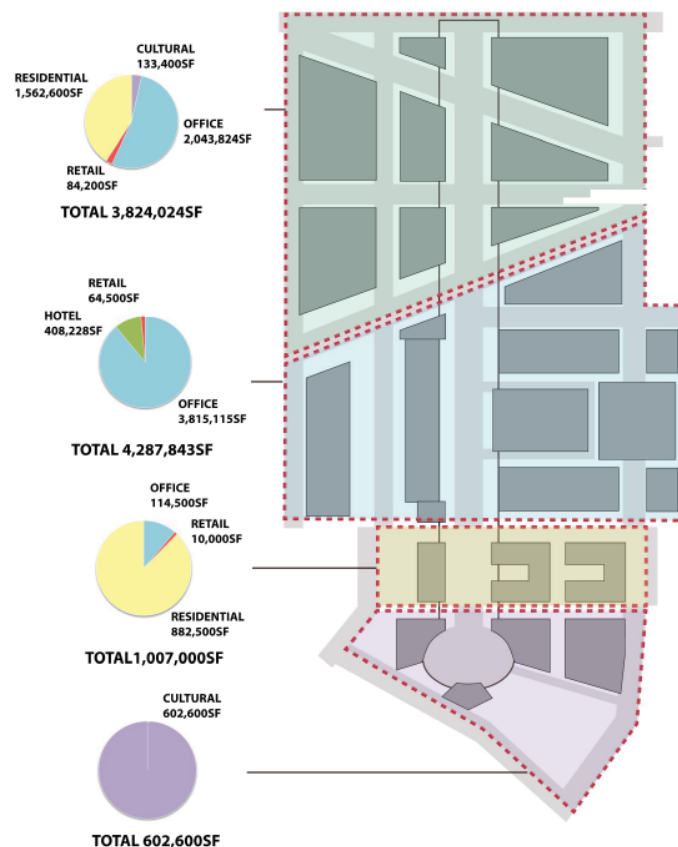 CULTURAL
133,400SF
RESIDENTIAL
1,562,600SF
OFFICE
2,043,824SF
RETAIL
84,200SF
TOTAL 3,824,024SF
RETAIL
64,500SF
HOTEL
408,228SF
OFFICE
3,815,115SF
TOTAL 4,287,843SF
OFFICE
114,500SF
RETAIL
10,000SF
RESIDENTIAL
882,500SF
TOTAL1,007,000SF
CULTURAL
602,600SF
TOTAL 602,600SF